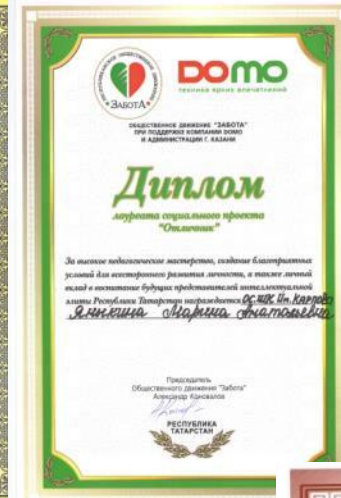 ЗАБОТА
DOMO
техника ярких впечатлений
ОБЩЕСТВЕННОЕ ДВИЖЕНИЕ "ЗАБОТА"
ПРИ ПОДДЕРЖКЕ КОМПАНИИ DOMO
И АДМИНИСТРАЦИИ Г. КАЗАНИ
Диплом
лауреата социального проекта
"Отличник"
За высокое педагогическое мастерство, создание благоприятных
условий для всестороннего развития личности, а также личный
вклад в воспитание будущих представителей интеллектуальной
элиты Республики Татарстан награждается
Марина Анатольевна
Председатель
Общественного движения "Забота"
Александр Коновалов
РЕСПУБЛИКА
ТАТАРСТАН